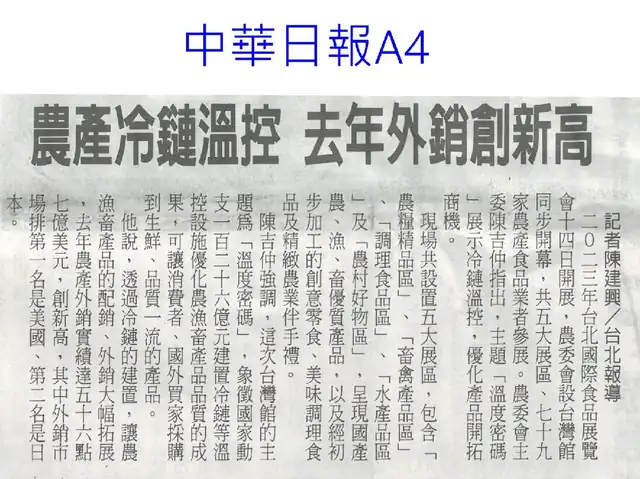 中華日報A4
農產冷鏈溫控 去年外銷創新高
記者陳建興／台北報導
二○二三年台北國際食品展覽
會十四日開展，農委會設台灣館
同步開幕，共五大展區、七十九
家農產食品業者參展。農委會主
委陳吉仲指出，主題「溫度密碼
」展示冷鏈溫控，優化產品開拓
商機。
現場共設置五大展區，包含「
農糧精品區」、「畜禽產品區」
、「調理食品區」、「水產品區
」及「農村好物區」，呈現國產
農、漁、畜優質產品，以及經初
步加工的創意零食、美味調理食
品及精緻農業伴手禮。
陳吉仲強調，這次台灣館的主
題為「溫度密碼」，象徵國家動
支一百二十六億元建置冷鏈等溫
控設施優化農漁畜產品品質的成
果，可讓消費者、國外買家採購
到生鮮、品質一流的產品。
他說，透過冷鏈的建置，讓農
漁畜產品的配銷、外銷大幅拓展
，去年農產外銷實績達五十六點
七億美元，創新高，其中外銷市
場排第一名是美國、第二名是日
本。